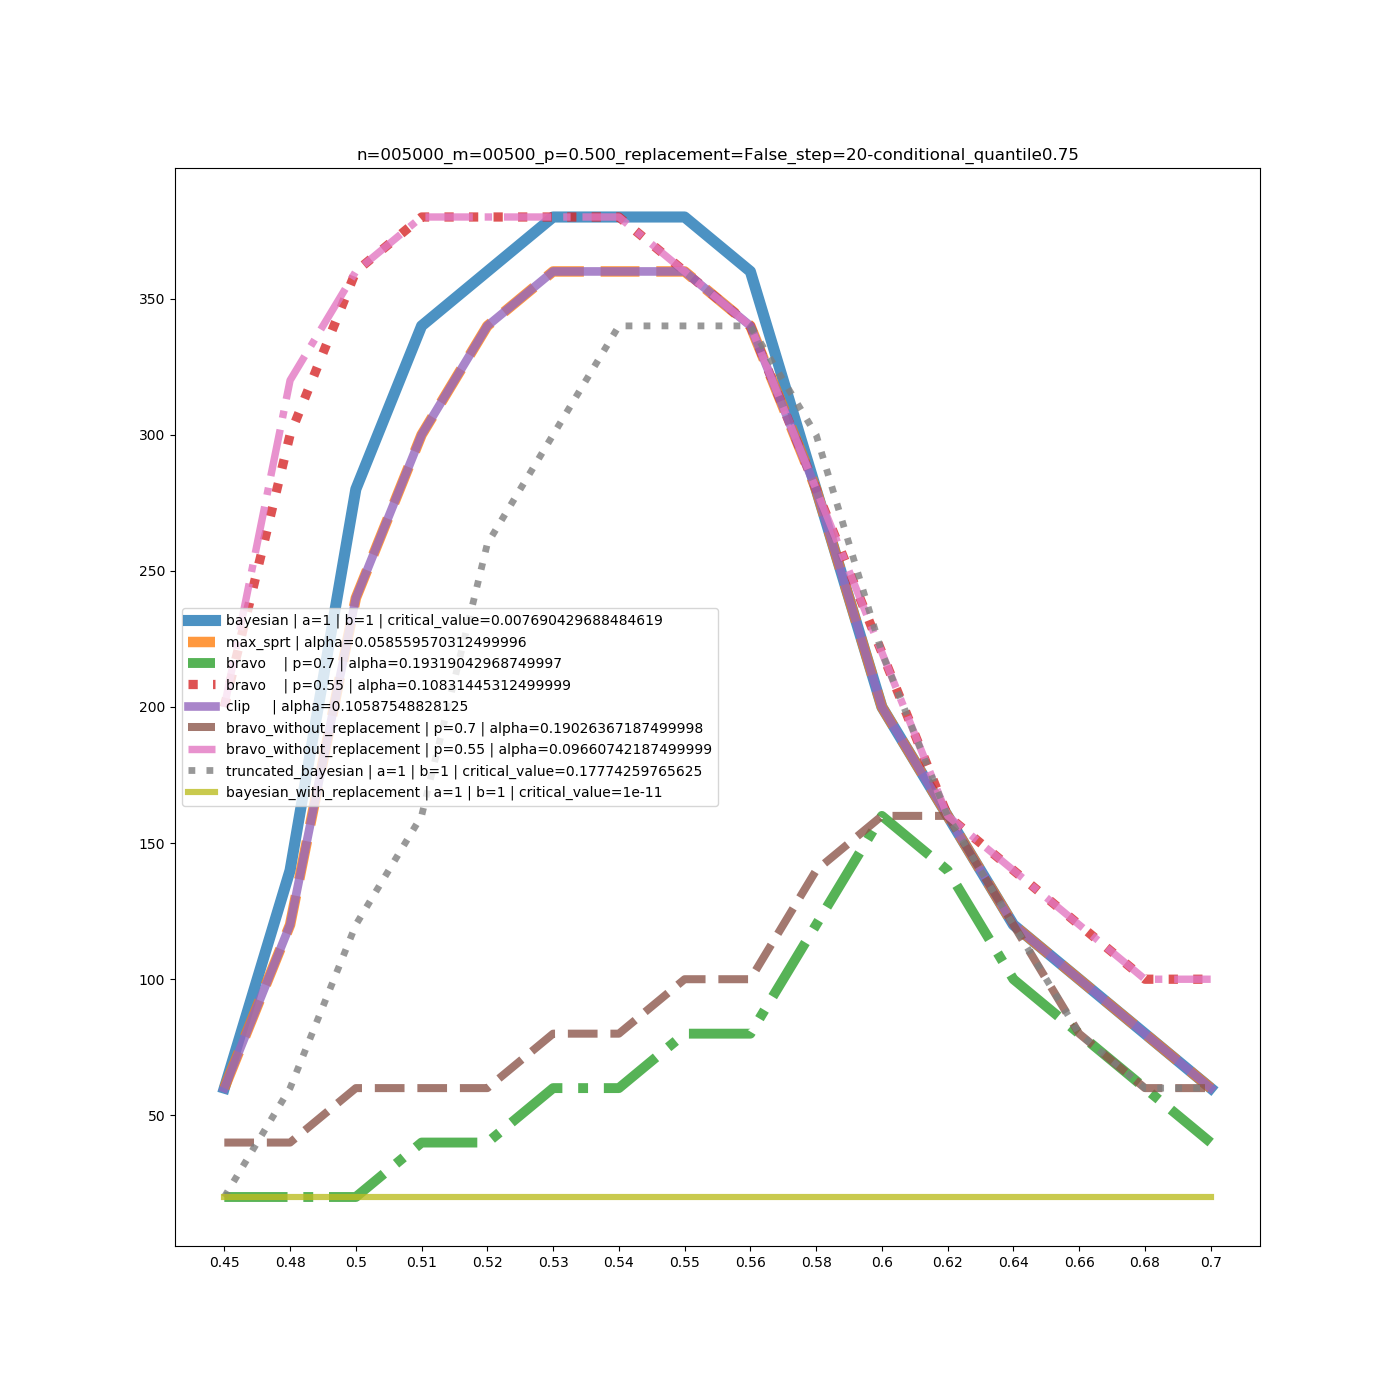 n=005000_m=00500_p=0.500_replacement=False_step=20-conditional_quantile0.75
350
300
250
200
150
100
50
bayesian | a=1 | b=1 | critical_value=0.007690429688484619
max_sprt | alpha=0.058559570312499996
bravo | p=0.7 | alpha=0.19319042968749997
bravo | p=0.55 | alpha=0.10831445312499999
clip | alpha=0.10587548828125
bravo_without_replacement | p=0.7 | alpha=0.19026367187499998
bravo_without_replacement | p=0.55 | alpha=0.09660742187499999
truncated_bayesian | a=1 | b=1 | critical_value=0.17774259765625
bayesian_with_replacement | a=1 | b=1 | critical_value=1e-11
0.45 0.48 0.5 0.51 0.52 0.53 0.54 0.55 0.56 0.58 0.6 0.62 0.64 0.66 0.68 0.7